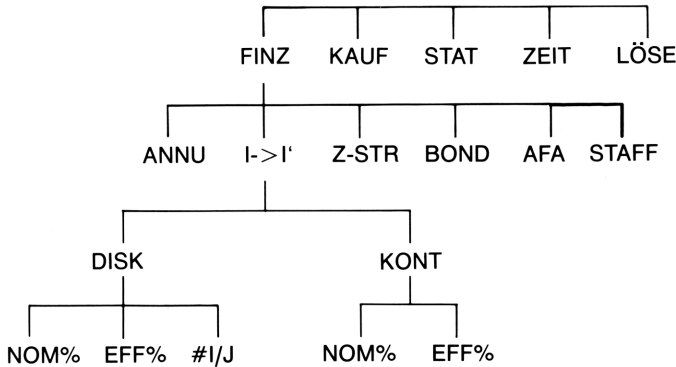 FINZ KAUF STAT ZEIT LÖSE
ANNU I->I‘ Z-STR BOND AFA STAFF
DISK KONT
NOM% EFF% #I/J NOM% EFF%